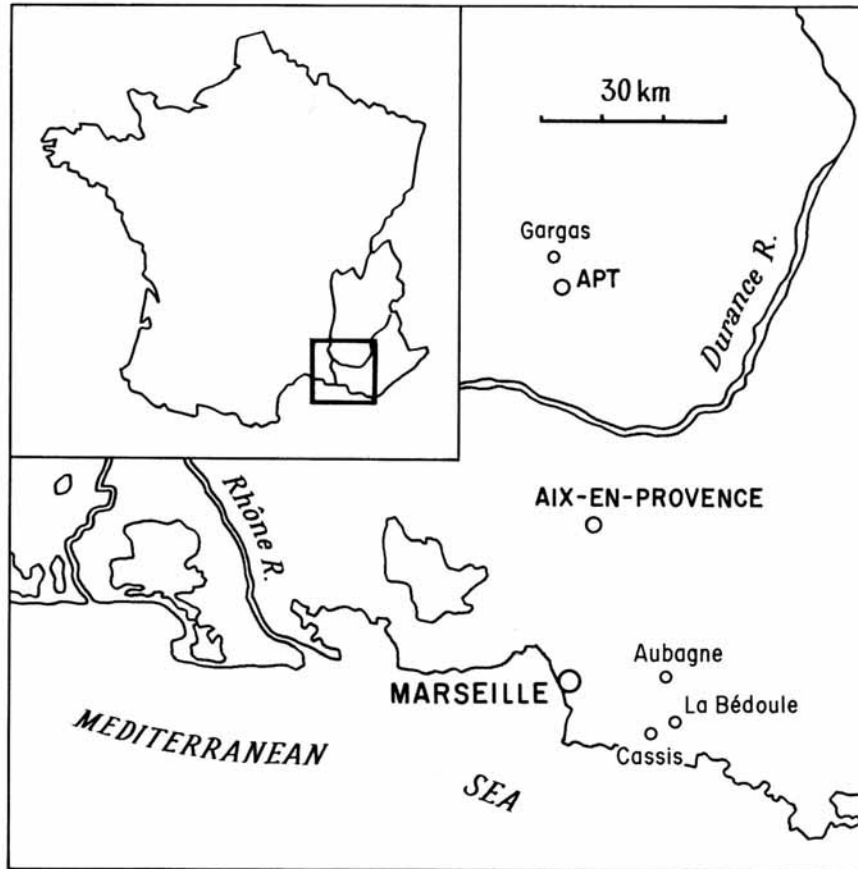 30 km
Gargas
APT
Durance R.
Rhône R.
AIX-EN-PROVENCE
Aubagne
MARSEILLE
La Bédoule
Cassis
MEDITERRANEAN
SEA